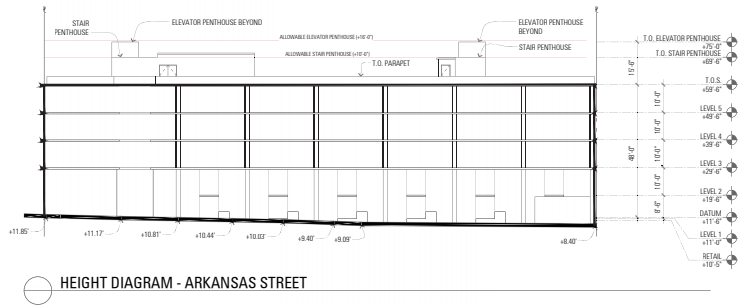 STAIR
PENTHOUSE
ELEVATOR PENTHOUSE BEYOND
ALLOWABLE ELEVATOR PENTHOUSE (+16'-0")
ALLOWABLE STAIR PENTHOUSE (+10'-0")
T.O. PARAPET
ELEVATOR PENTHOUSE
BEYOND
STAIR PENTHOUSE
T.O. ELEVATOR PENTHOUSE
+75'-0"
T.O. STAIR PENTHOUSE
+69'-6"
T.O.S.
+59'-6"
LEVEL 5
+49'-6"
LEVEL 4
+39'-6"
LEVEL 3
+29'-6"
LEVEL 2
+19'-6"
DATUM
+11'-6"
LEVEL 1
+11'-0"
RETAIL
+10'-5"
15'-6"
48'-0"
10'-0"
10'-0"
10'-0"
10'-0"
8'-6"
+11.85'
+11.17'
+10.81'
+10.44'
+10.03'
+9.40'
+9.09'
+8.40'
HEIGHT DIAGRAM - ARKANSAS STREET